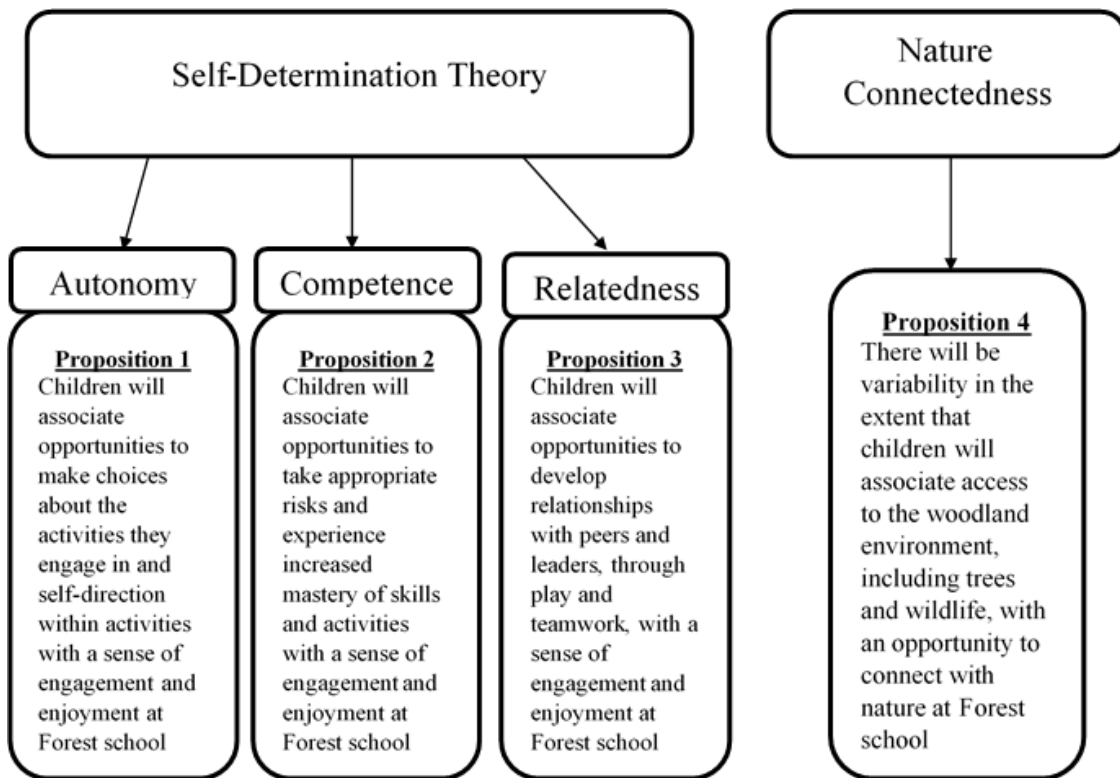 Self-Determination Theory
Nature
Connectedness
Autonomy
Proposition 1
Children will
associate
opportunities to
make choices
about the
activities they
engage in and
self-direction
within activities
with a sense of
engagement and
enjoyment at
Forest school
Competence
Proposition 2
Children will
associate
opportunities to
take appropriate
risks and
experience
increased
mastery of skills
and activities
with a sense of
engagement and
enjoyment at
Forest school
Relatedness
Proposition 3
Children will
associate
opportunities to
develop
relationships
with peers and
leaders, through
play and
teamwork, with a
sense of
engagement and
enjoyment at
Forest school
Proposition 4
There will be
variability in the
extent that
children will
associate access
to the woodland
environment,
including trees
and wildlife, with
an opportunity to
connect with
nature at Forest
school